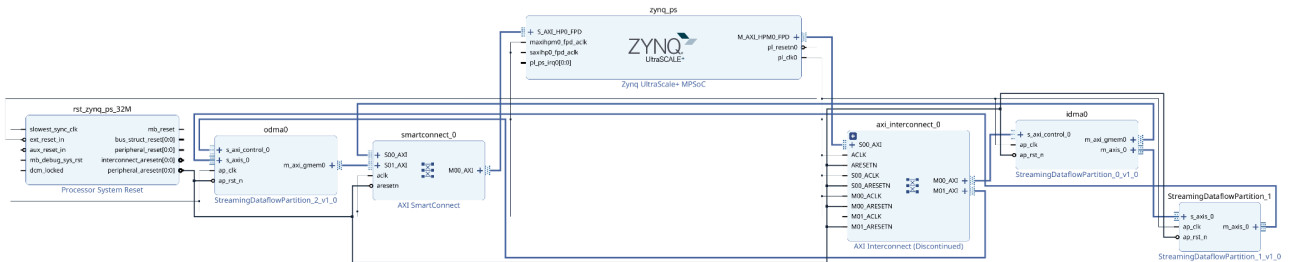 zynq_ps
S_AXI_HP0_FPD
maxihpm0_fpd_aclk
saxihp0_fpd_aclk
pl_ps_irq0[0:0]
ZYNQ
UltraSCALE+
M_AXI_HPM0_FPD
pl_resetn0
pl_clk0
Zynq UltraScale+ MPSoC
rst_zynq_ps_32M
slowest_sync_clk
ext_reset_in
aux_reset_in
mb_debug_sys_rst
dcm_locked
mb_reset
bus_struct_reset[0:0]
peripheral_reset[0:0]
interconnect_aresetn[0:0]
peripheral_aresetn[0:0]
Processor System Reset
odma0
s_axi_control_0
s_axis_0
ap_clk
ap_rst_n
m_axi_gmem0
StreamingDataflowPartition_2_v1_0
smartconnect_0
S00_AXI
S01_AXI
aclk
aresetn
M00_AXI
AXI SmartConnect
axi_interconnect_0
S00_AXI
ACLK
ARESETN
S00_ACLK
S00_ARESETN
M00_ACLK
M00_ARESETN
M01_ACLK
M01_ARESETN
M00_AXI
M01_AXI
AXI Interconnect (Discontinued)
idma0
s_axi_control_0
ap_clk
ap_rst_n
m_axi_gmem0
m_axis_0
StreamingDataflowPartition_0_v1_0
StreamingDataflowPartition_1
s_axis_0
ap_clk
ap_rst_n
m_axis_0
StreamingDataflowPartition_1_v1_0